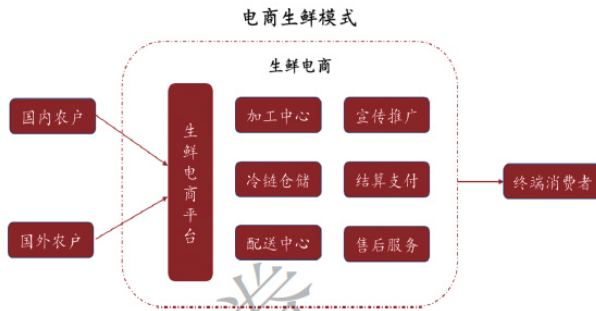 电商生鲜模式
生鲜电商
国内农户
国外农户
生鲜电商平台
加工中心
宣传推广
冷链仓储
结算支付
配送中心
售后服务
终端消费者